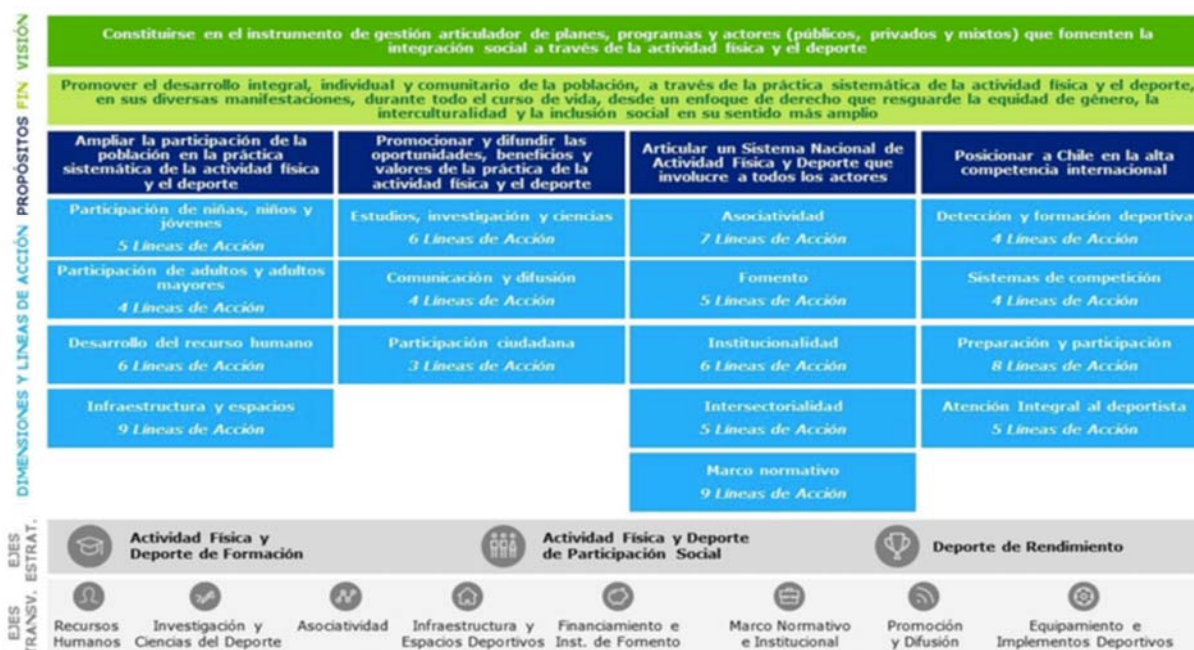 VISIÓN
Constituirse en el instrumento de gestión articulador de planes, programas y actores (públicos, privados y mixtos) que fomenten la
integración social a través de la actividad física y el deporte
FIN
Promover el desarrollo integral, individual y comunitario de la población, a través de la práctica sistemática de la actividad física y el deporte,
en sus diversas manifestaciones, durante todo el curso de vida, desde un enfoque de derecho que resguarde la equidad de género, la
interculturalidad y la inclusión social en su sentido más amplio
PROPÓSITOS
Ampliar la participación de la
población en la práctica
sistemática de la actividad física
y el deporte
Promocionar y difundir las
oportunidades, beneficios y
valores de la práctica de la
actividad física y el deporte
Articular un Sistema Nacional de
Actividad Física y Deporte que
involucre a todos los actores
Posicionar a Chile en la alta
competencia internacional
DIMENSIONES Y LINEAS DE ACCIÓN
Participación de niñas, niños y
jóvenes
5 Líneas de Acción
Participación de adultos y adultos
mayores
4 Líneas de Acción
Desarrollo del recurso humano
6 Líneas de Acción
Infraestructura y espacios
9 Líneas de Acción
Estudios, investigación y ciencias
6 Líneas de Acción
Comunicación y difusión
4 Líneas de Acción
Participación ciudadana
3 Líneas de Acción
Asociatividad
7 Líneas de Acción
Fomento
5 Líneas de Acción
Institucionalidad
6 Líneas de Acción
Intersectorialidad
5 Líneas de Acción
Marco normativo
9 Líneas de Acción
Detección y formación deportiva
4 Líneas de Acción
Sistemas de competición
4 Líneas de Acción
Preparación y participación
8 Líneas de Acción
Atención Integral al deportista
5 Líneas de Acción
EJES
ESTRAT.
Actividad Física y
Deporte de Formación
Actividad Física y Deporte
de Participación Social
Deporte de Rendimiento
EJES
TRANSV.
Recursos
Humanos
Investigación y
Ciencias del Deporte
Asociatividad
Infraestructura y
Espacios Deportivos
Financiamiento e
Inst. de Fomento
Marco Normativo
e Institucional
Promoción
y Difusión
Equipamiento e
Implementos Deportivos